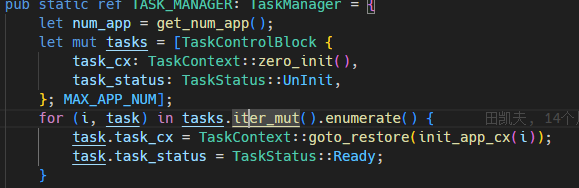 pub static ref TASK_MANAGER: TaskManager = {
    let num_app = get_num_app();
    let mut tasks = [TaskControlBlock {
        task_cx: TaskContext::zero_init(),
        task_status: TaskStatus::UnInit,
    }; MAX_APP_NUM];
    for (i, task) in tasks.iter_mut().enumerate() { 田凯夫, 14个
        task.task_cx = TaskContext::goto_restore(init_app_cx(i));
        task.task_status = TaskStatus::Ready;
    }